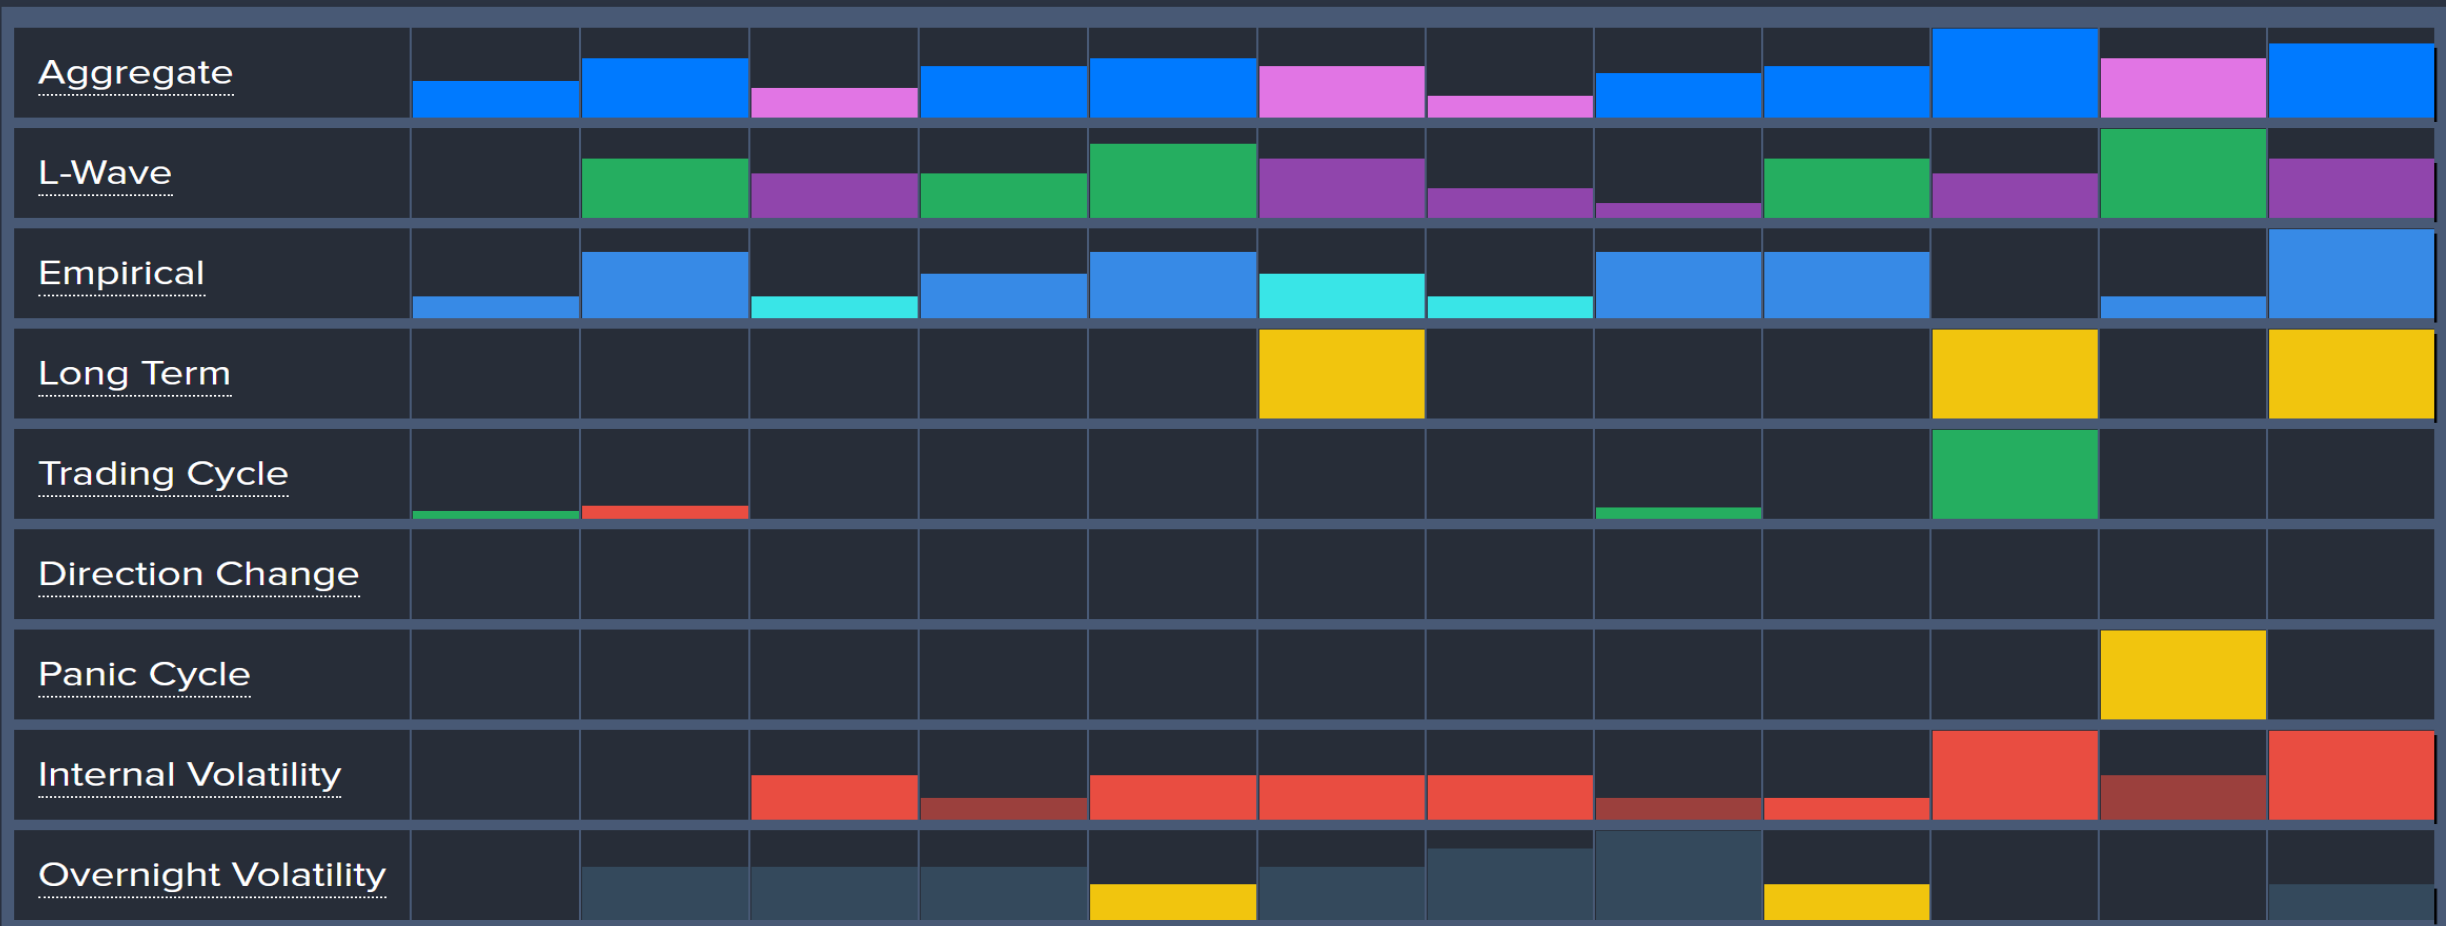 Aggregate
L-Wave
Empirical
Long Term
Trading Cycle
Direction Change
Panic Cycle
Internal Volatility
Overnight Volatility